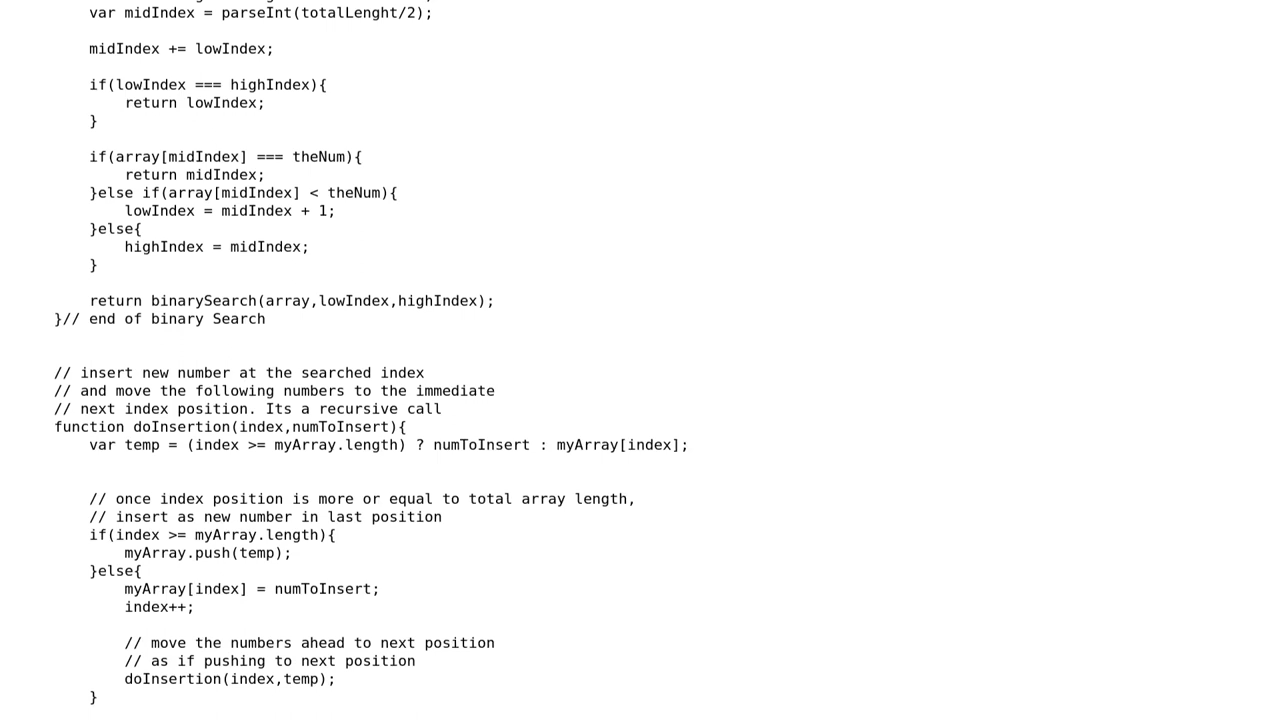 var midIndex = parseInt(totalLenght/2);
midIndex += lowIndex;
if(lowIndex === highIndex){
return lowIndex;
}
if(array[midIndex] === theNum){
return midIndex;
}else if(array[midIndex] < theNum){
lowIndex = midIndex + 1;
}else{
highIndex = midIndex;
}
return binarySearch(array,lowIndex,highIndex);
}// end of binary Search
// insert new number at the searched index
// and move the following numbers to the immediate
// next index position. Its a recursive call
function doInsertion(index,numToInsert){
var temp = (index >= myArray.length) ? numToInsert : myArray[index];
// once index position is more or equal to total array length,
// insert as new number in last position
if(index >= myArray.length){
myArray.push(temp);
}else{
myArray[index] = numToInsert;
index++;
// move the numbers ahead to next position
// as if pushing to next position
doInsertion(index,temp);
}